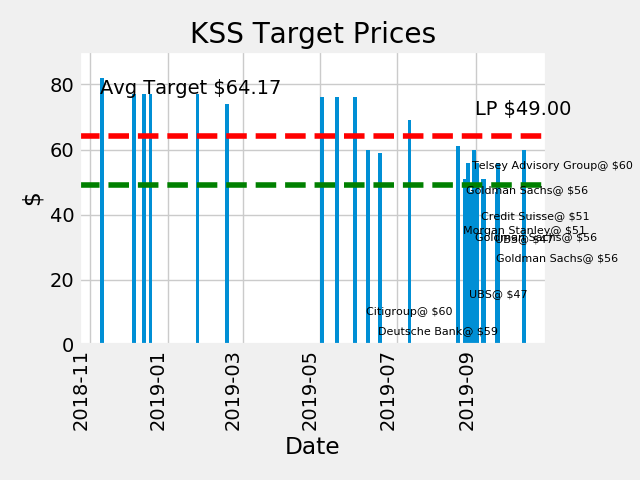 KSS Target Prices
Avg Target $64.17
LP $49.00
Telsey Advisory Group@ $60
Goldman Sachs@ $56
Credit Suisse@ $51
Morgan Stanley@ $51
Goldman Sachs@ $56
UBS@ $47
Goldman Sachs@ $56
UBS@ $47
Citigroup@ $60
Deutsche Bank@ $59
$
80
60
40
20
0
2018-11
2019-01
2019-03
2019-05
2019-07
2019-09
Date